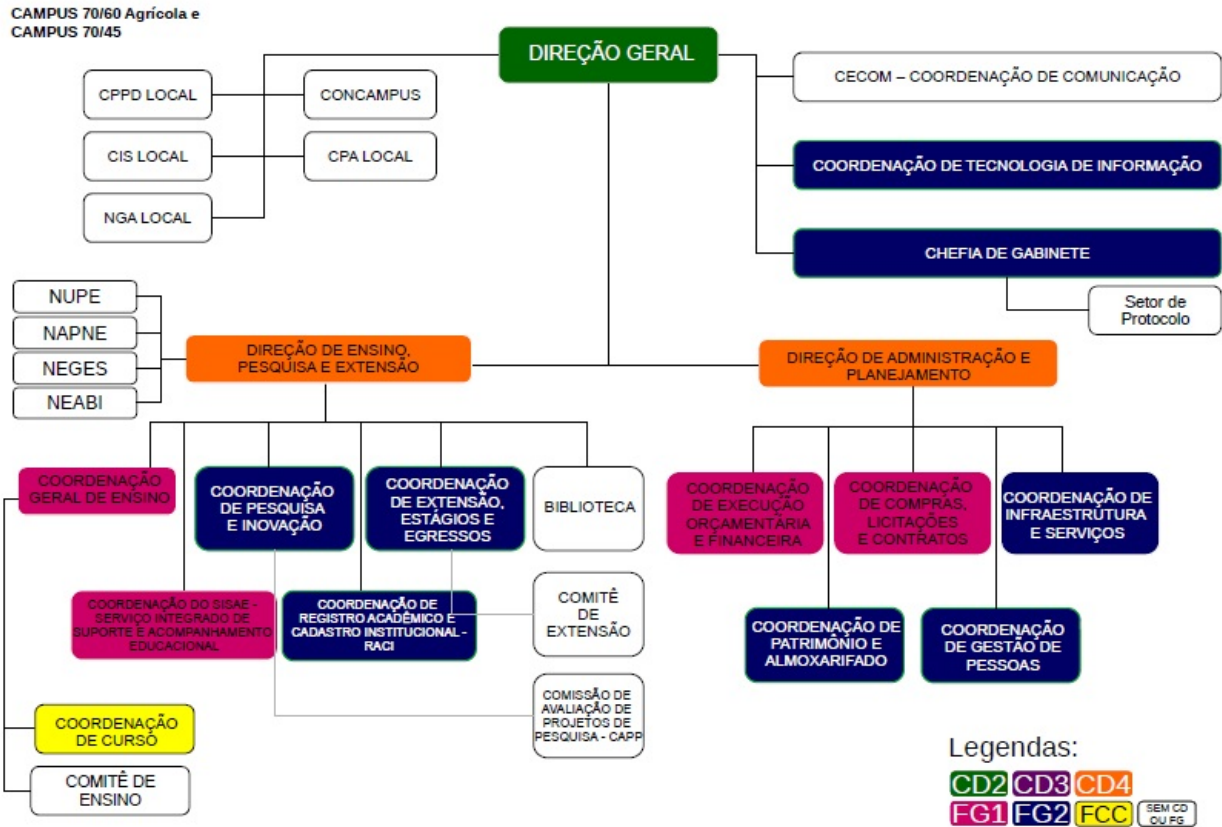 CAMPUS 70/60 Agrícola e
CAMPUS 70/45
DIREÇÃO GERAL
CPPD LOCAL
CONCAMPUS
CIS LOCAL
CPA LOCAL
NGA LOCAL
CECOM – COORDENAÇÃO DE COMUNICAÇÃO
COORDENAÇÃO DE TECNOLOGIA DE INFORMAÇÃO
CHEFIA DE GABINETE
Setor de
Protocolo
NUPE
NAPNE
NEGES
NEABI
DIREÇÃO DE ENSINO,
PESQUISA E EXTENSÃO
DIREÇÃO DE ADMINISTRAÇÃO E
PLANEJAMENTO
COORDENAÇÃO
GERAL DE ENSINO
COORDENAÇÃO
DE PESQUISA
E INOVAÇÃO
COORDENAÇÃO
DE EXTENSÃO,
ESTÁGIOS E
EGRESSOS
BIBLIOTECA
COORDENAÇÃO
DE EXECUÇÃO
ORÇAMENTÁRIA
E FINANCEIRA
COORDENAÇÃO
DE COMPRAS,
LICITAÇÕES
E CONTRATOS
COORDENAÇÃO DE
INFRAESTRUTURA
E SERVIÇOS
COORDENAÇÃO DO SISAE -
SERVIÇO INTEGRADO DE
SUPORTE E ACOMPANHAMENTO
EDUCACIONAL
COORDENAÇÃO DE
REGISTRO ACADÊMICO E
CADASTRO INSTITUCIONAL -
RACI
COMITÊ
DE
EXTENSÃO
COORDENAÇÃO DE
PATRIMÔNIO E
ALMOXARIFADO
COORDENAÇÃO
DE GESTÃO DE
PESSOAS
COMISSÃO DE
AVALIAÇÃO DE
PROJETOS DE
PESQUISA - CAPP
COORDENAÇÃO
DE CURSO
COMITÊ DE
ENSINO
Legendas:
CD2 CD3 CD4
FG1 FG2 FCC SEM CD
OU FG